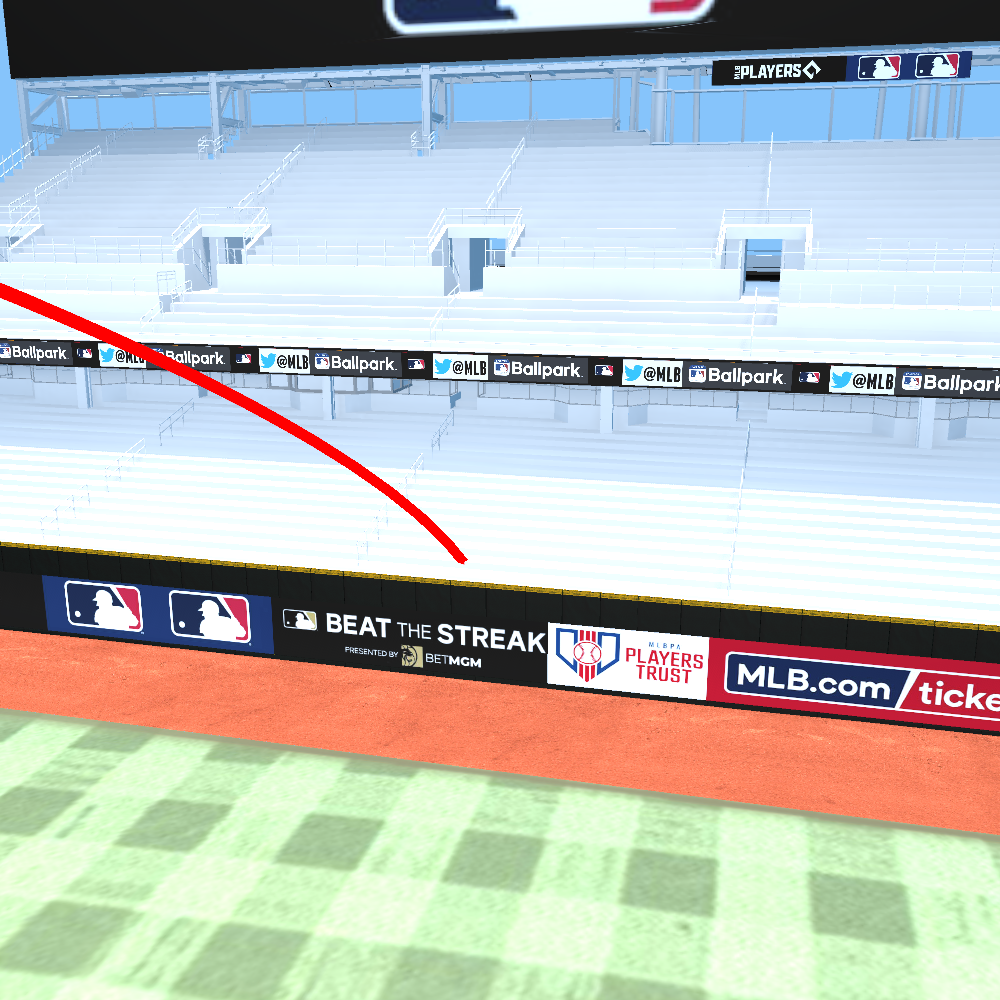 MLB PLAYERS
Ballpark. @MLB Ballpark. @MLB Ballpark. @MLB Ballpark. @MLB Ballpark. @MLB Ballpark
BEAT THE STREAK
PRESENTED BY BETMGM
MLBPA
PLAYERS
TRUST
MLB.com/ticke